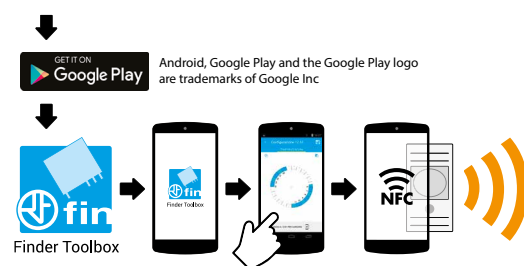 GET IT ON
Google Play
Android, Google Play and the Google Play logo
are trademarks of Google Inc
fin
Finder Toolbox
fin
Finder Toolbox
NFC